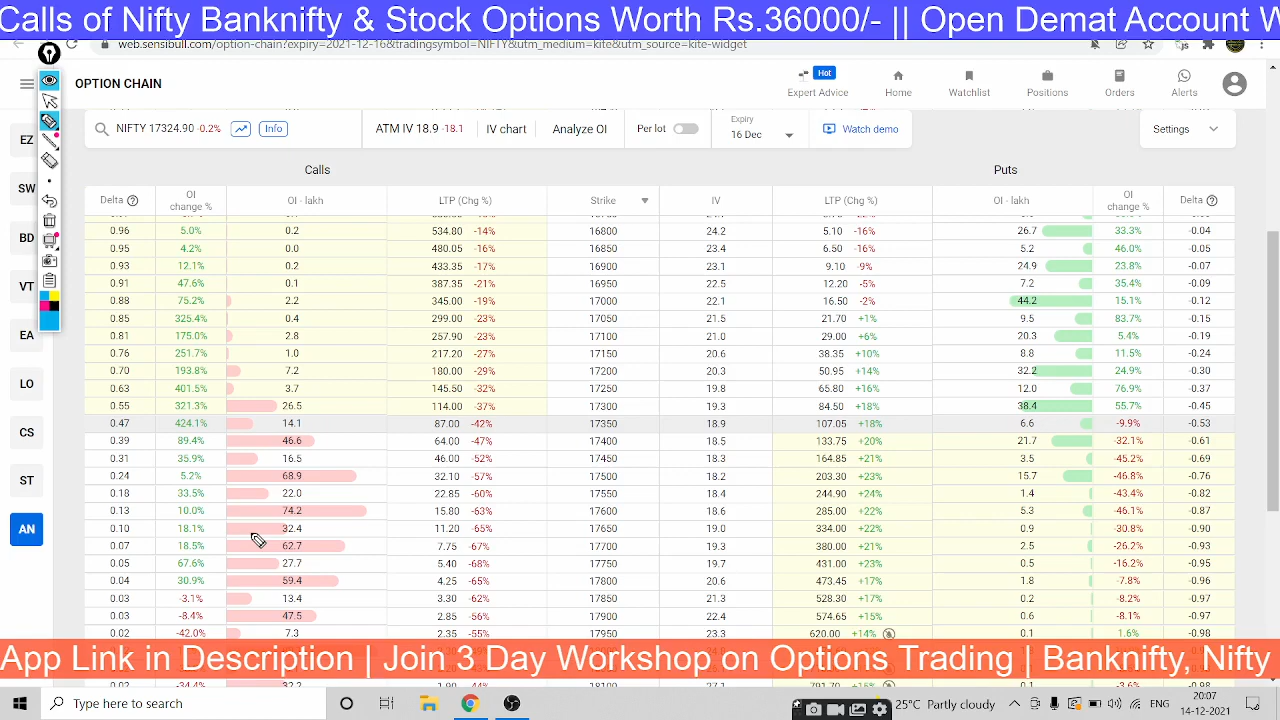 Calls of Nifty Banknifty & Stock Options Worth Rs.36000/- || Open Demat Account W
web.sensibull.com/option-chain?expiry=2021-12-16&tradingsymbol=NIFTY&utm_medium=kite&utm_source=kite-widget
OPTION CHAIN
Hot
Expert Advice Home Watchlist Positions Orders Alerts
NIFTY 17324.90 -0.2% Info ATM IV 18.9 -18.1 IV chart Analyze OI Per lot Expiry 16 Dec Watch demo Settings
Calls Puts
Delta OI change % OI - lakh LTP (Chg %) Strike IV LTP (Chg %) OI - lakh OI change % Delta
0.96 5.0% 0.2 534.80 -14% 16800 24.2 5.10 -16% 26.7 33.3% -0.04
0.95 4.2% 0.0 480.05 -16% 16850 23.4 6.50 -16% 5.2 46.0% -0.05
0.93 12.1% 0.2 433.35 -17% 16900 23.1 9.10 -9% 24.9 23.8% -0.07
0.91 47.6% 0.1 387.35 -21% 16950 22.5 12.20 -5% 7.2 35.4% -0.09
0.88 75.2% 2.2 345.00 -19% 17000 22.1 16.50 -2% 44.2 15.1% -0.12
0.85 325.4% 0.4 299.00 -23% 17050 21.5 21.70 +1% 9.5 83.7% -0.15
0.81 175.0% 2.8 257.90 -23% 17100 21.0 29.00 +6% 20.3 5.4% -0.19
0.76 251.7% 1.0 217.20 -27% 17150 20.6 38.35 +10% 8.8 11.5% -0.24
0.70 193.8% 7.2 180.00 -29% 17200 20.3 50.95 +14% 32.2 24.9% -0.30
0.63 401.5% 3.7 145.50 -32% 17250 19.8 65.80 +16% 12.0 76.9% -0.37
0.55 321.3% 26.5 114.00 -37% 17300 19.3 84.50 +18% 38.4 55.7% -0.45
0.47 424.1% 14.1 87.00 -42% 17350 18.9 107.05 +18% 6.6 -9.9% -0.53
0.39 89.4% 46.6 64.00 -47% 17400 18.5 133.75 +20% 21.7 -32.1% -0.61
0.31 35.9% 16.5 46.00 -52% 17450 18.3 164.85 +21% 3.5 -45.2% -0.69
0.24 5.2% 68.9 32.10 -57% 17500 18.2 203.30 +23% 15.7 -46.8% -0.76
0.18 33.5% 22.0 22.85 -60% 17550 18.4 244.90 +24% 1.4 -43.4% -0.82
0.13 10.0% 74.2 15.80 -63% 17600 18.6 285.00 +22% 5.3 -46.1% -0.87
0.10 18.1% 32.4 11.20 -65% 17650 19.0 334.00 +22% 0.9 -30.8% -0.90
0.07 18.5% 62.7 7.75 -67% 17700 19.3 380.00 +21% 2.5 -26.2% -0.93
0.05 67.6% 27.7 5.40 -68% 17750 19.7 431.00 +23% 0.5 -16.2% -0.95
0.04 30.9% 59.4 4.25 -65% 17800 20.6 473.45 +17% 1.8 -7.8% -0.96
0.03 -3.1% 13.4 3.30 -62% 17850 21.4 528.30 +17% 0.2 -8.2% -0.97
0.03 -8.4% 47.5 2.85 -56% 17900 22.3 574.65 +15% 0.6 -8.1% -0.97
0.02 -42.0% 7.3 2.35 -55% 17950 23.3 620.00 +14% 0.1 1.6% -0.98
EZ
SW
BD
VT
EA
LO
CS
ST
AN
App Link in Description | Join 3 Day Workshop on Options Trading | Banknifty, Nifty
Type here to search
25°C Partly cloudy
20:07
14-12-2021